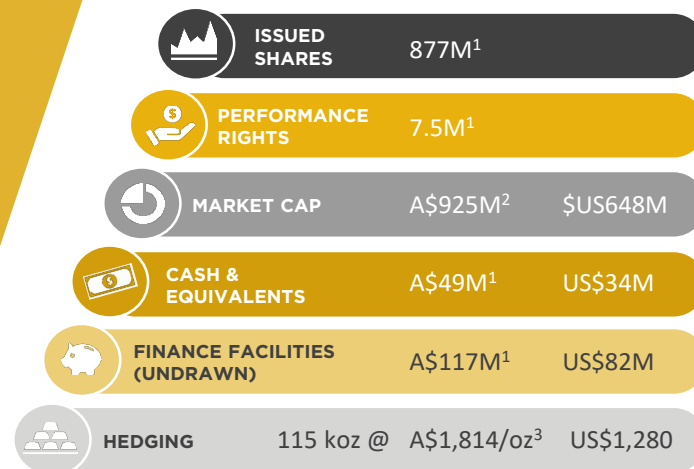 ISSUED
SHARES 877M¹
PERFORMANCE
RIGHTS 7.5M¹
MARKET CAP A$925M² $US648M
CASH &
EQUIVALENTS A$49M¹ US$34M
FINANCE FACILITIES
(UNDRAWN) A$117M¹ US$82M
HEDGING 115 koz @ A$1,814/oz³ US$1,280